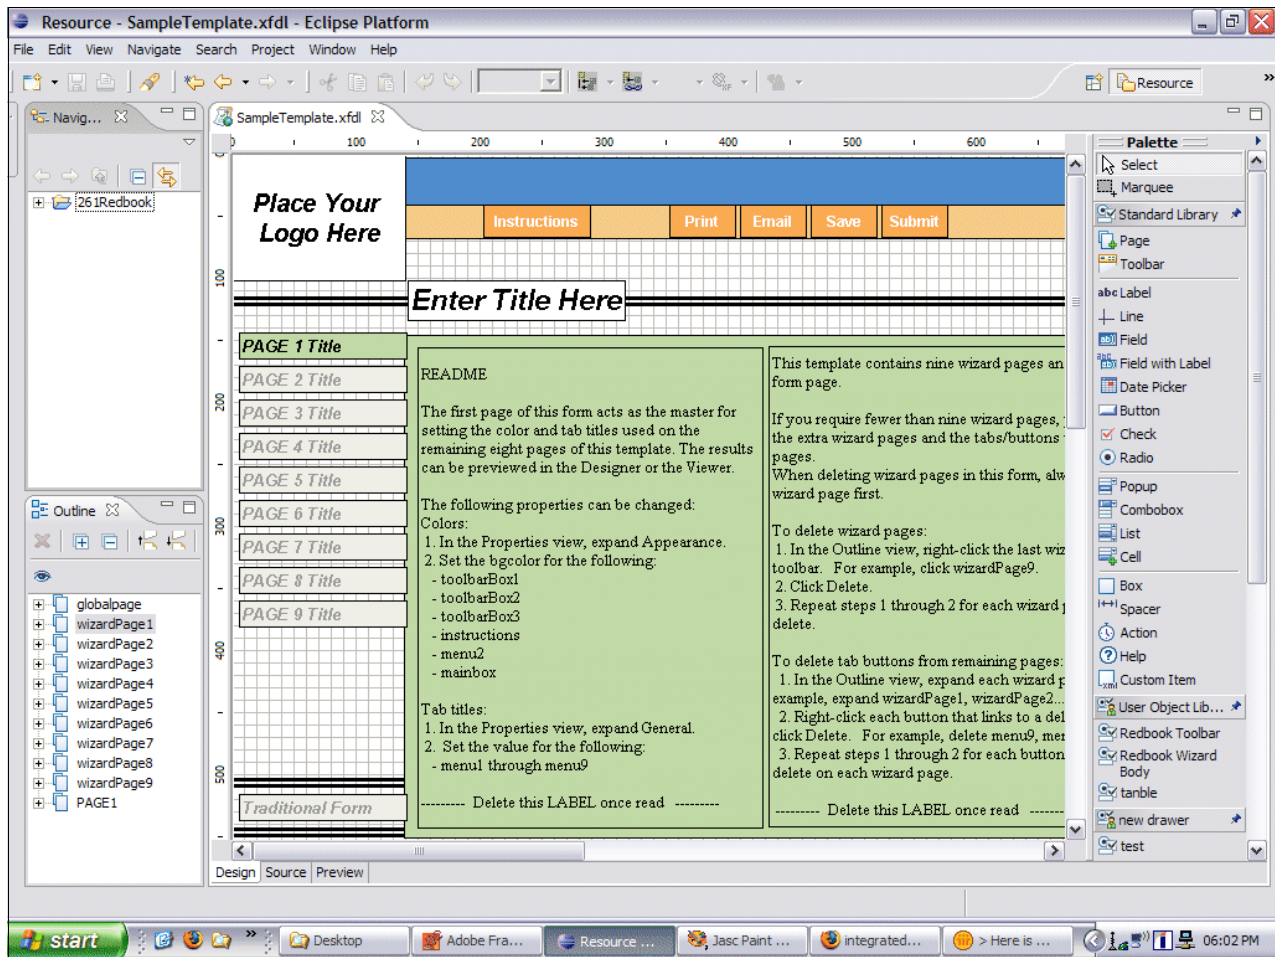 Resource - SampleTemplate.xfdl - Eclipse Platform
File Edit View Navigate Search Project Window Help
Resource
Navig...
261Redbook
SampleTemplate.xfdl
0 100 200 300 400 500 600
100
200
300
400
500
Place Your
Logo Here
Instructions Print Email Save Submit
Enter Title Here
PAGE 1 Title
PAGE 2 Title
PAGE 3 Title
PAGE 4 Title
PAGE 5 Title
PAGE 6 Title
PAGE 7 Title
PAGE 8 Title
PAGE 9 Title
Traditional Form
README
The first page of this form acts as the master for
setting the color and tab titles used on the
remaining eight pages of this template. The results
can be previewed in the Designer or the Viewer.
The following properties can be changed:
Colors:
1. In the Properties view, expand Appearance.
2. Set the bgcolor for the following:
- toolbarBox1
- toolbarBox2
- toolbarBox3
- instructions
- menu2
- mainbox
Tab titles:
1. In the Properties view, expand General.
2. Set the value for the following:
- menu1 through menu9
--------- Delete this LABEL once read ---------
This template contains nine wizard pages an
form page.
If you require fewer than nine wizard pages,
the extra wizard pages and the tabs/buttons
pages.
When deleting wizard pages in this form, alw
wizard page first.
To delete wizard pages:
1. In the Outline view, right-click the last wiz
toolbar. For example, click wizardPage9.
2. Click Delete.
3. Repeat steps 1 through 2 for each wizard
delete.
To delete tab buttons from remaining pages:
1. In the Outline view, expand each wizard p
example, expand wizardPage1, wizardPage2...
2. Right-click each button that links to a del
click Delete. For example, delete menu9, mer
3. Repeat steps 1 through 2 for each button
delete on each wizard page.
--------- Delete this LABEL once read -------
Design Source Preview
Outline
globalpage
wizardPage1
wizardPage2
wizardPage3
wizardPage4
wizardPage5
wizardPage6
wizardPage7
wizardPage8
wizardPage9
PAGE1
Palette
Select
Marquee
Standard Library
Page
Toolbar
abc Label
Line
Field
Field with Label
Date Picker
Button
Check
Radio
Popup
Combobox
List
Cell
Box
Spacer
Action
Help
Custom Item
User Object Lib...
Redbook Toolbar
Redbook Wizard
Body
tanble
new drawer
test
start Desktop Adobe Fra... Resource ... Jasc Paint ... integrated... > Here is ... 06:02 PM